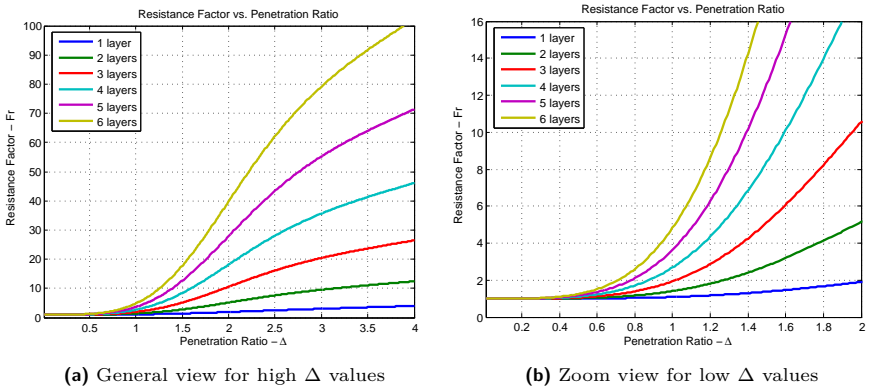 Resistance Factor vs. Penetration Ratio
Resistance Factor – Fr
100
90
80
70
60
50
40
30
20
10
0
1 layer
2 layers
3 layers
4 layers
5 layers
6 layers
0.5 1 1.5 2 2.5 3 3.5 4
Penetration Ratio – Δ
(a) General view for high Δ values
Resistance Factor vs. Penetration Ratio
Resistance Factor – Fr
16
14
12
10
8
6
4
2
0
1 layer
2 layers
3 layers
4 layers
5 layers
6 layers
0.2 0.4 0.6 0.8 1 1.2 1.4 1.6 1.8 2
Penetration Ratio – Δ
(b) Zoom view for low Δ values